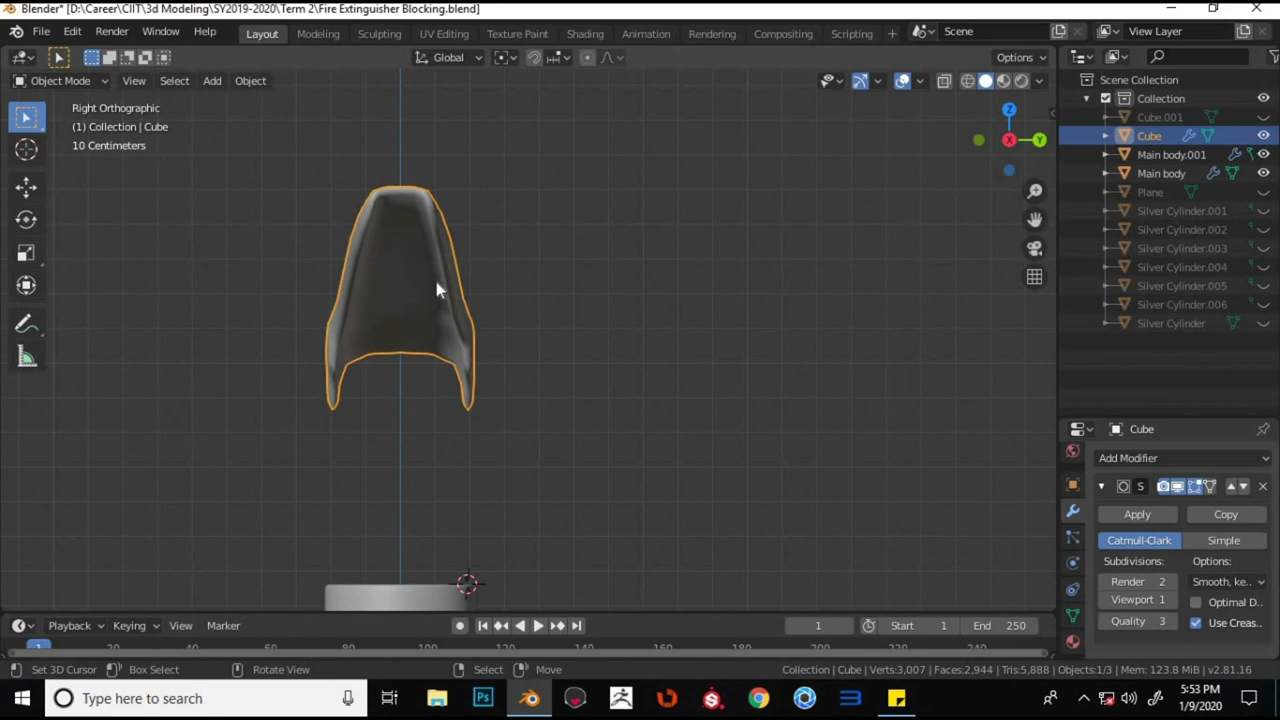 Blender* [D:\Career\CIIT\3d Modeling\SY2019-2020\Term 2\Fire Extinguisher Blocking.blend]
File Edit Render Window Help Layout Modeling Sculpting UV Editing Texture Paint Shading Animation Rendering Compositing Scripting + Scene View Layer
Global Options
Object Mode View Select Add Object
Right Orthographic
(1) Collection | Cube
10 Centimeters
Z
X
Y
Scene Collection
Collection
Cube.001
Cube
Main body.001
Main body
Plane
Silver Cylinder.001
Silver Cylinder.002
Silver Cylinder.003
Silver Cylinder.004
Silver Cylinder.005
Silver Cylinder.006
Silver Cylinder
Cube
Add Modifier
S
Apply Copy
Catmull-Clark Simple
Subdivisions: Options:
Render 2 Smooth, ke..
Viewport 1 Optimal D..
Quality 3 Use Creas..
Playback Keying View Marker 1 Start 1 End 250
Set 3D Cursor Box Select Rotate View Select Move Collection | Cube | Verts:3,007 | Faces:2,944 | Tris:5,888 | Objects:1/3 | Mem: 123.8 MiB | v2.81.16
Type here to search
5:53 PM
1/9/2020